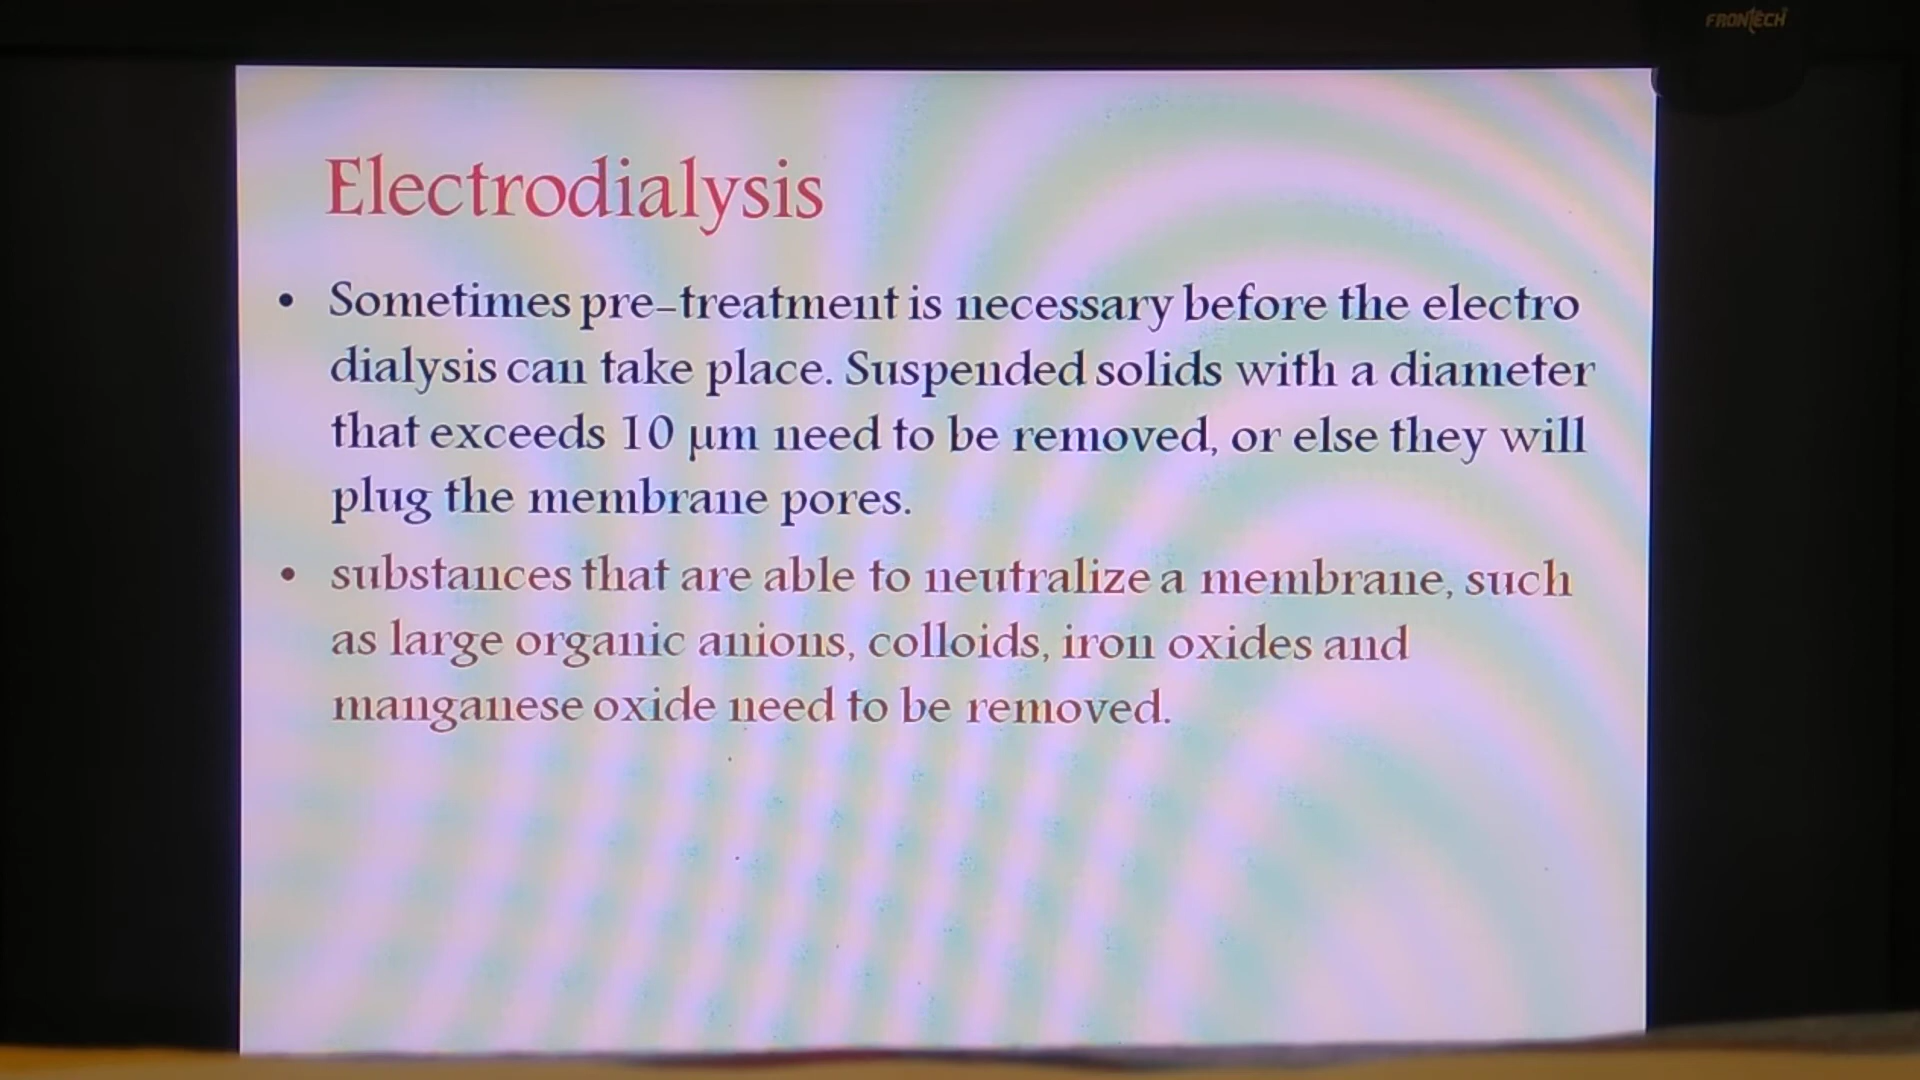 FRONTECH
Electrodialysis
• Sometimes pre-treatment is necessary before the electro
dialysis can take place. Suspended solids with a diameter
that exceeds 10 µm need to be removed, or else they will
plug the membrane pores.
• substances that are able to neutralize a membrane, such
as large organic anions, colloids, iron oxides and
manganese oxide need to be removed.